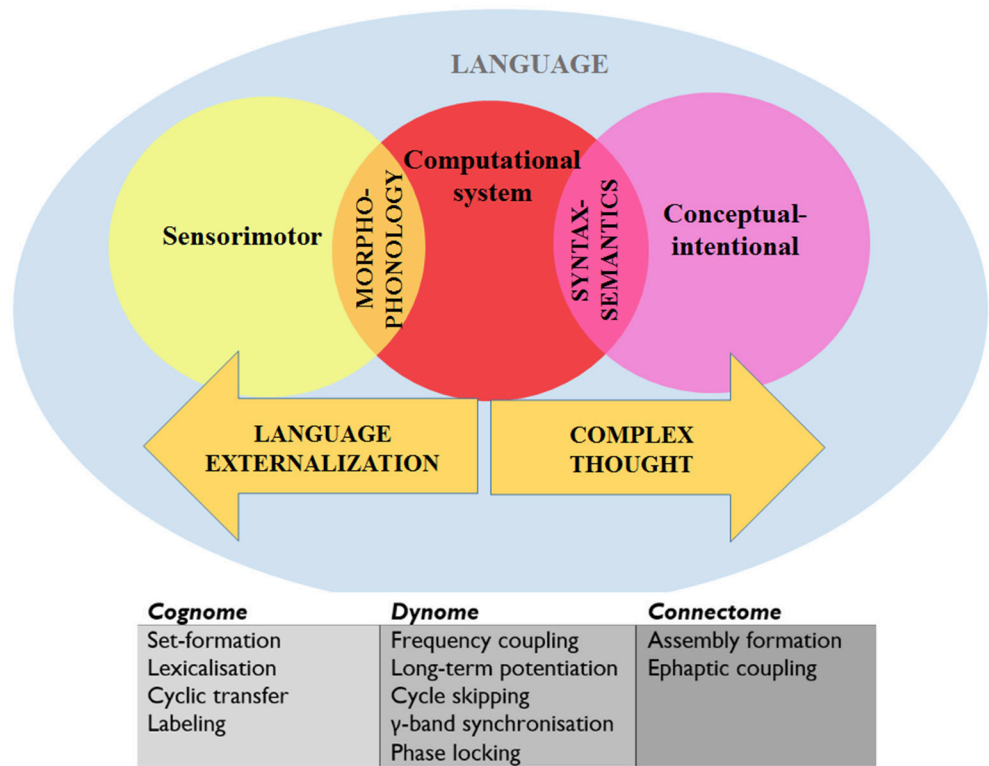 LANGUAGE
Sensorimotor
MORPHO-
PHONOLOGY
Computational
system
SYNTAX-
SEMANTICS
Conceptual-
intentional
LANGUAGE
EXTERNALIZATION
COMPLEX
THOUGHT
Cognome
Set-formation
Lexicalisation
Cyclic transfer
Labeling
Dynome
Frequency coupling
Long-term potentiation
Cycle skipping
γ-band synchronisation
Phase locking
Connectome
Assembly formation
Ephaptic coupling